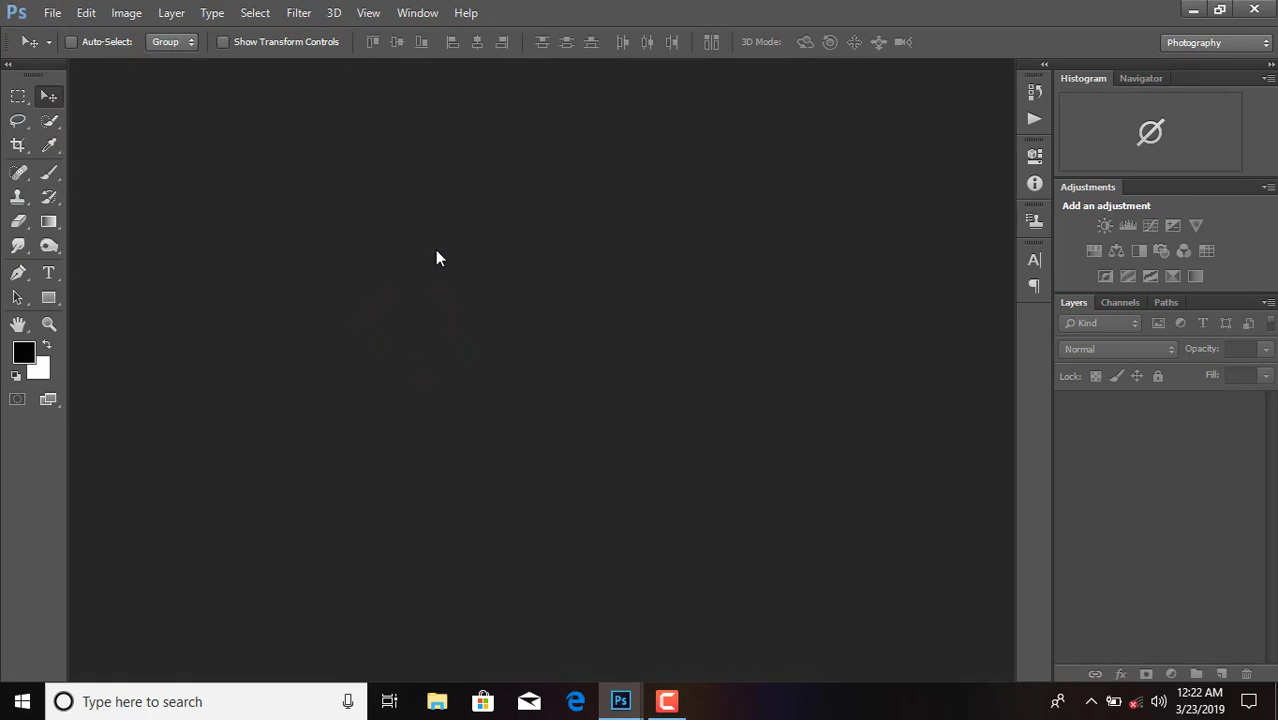 Ps File Edit Image Layer Type Select Filter 3D View Window Help
Auto-Select: Group Show Transform Controls 3D Mode: Photography
Histogram Navigator
Adjustments
Add an adjustment
Layers Channels Paths
Kind
Normal Opacity:
Lock: Fill:
Type here to search
Ps
12:22 AM
3/23/2019